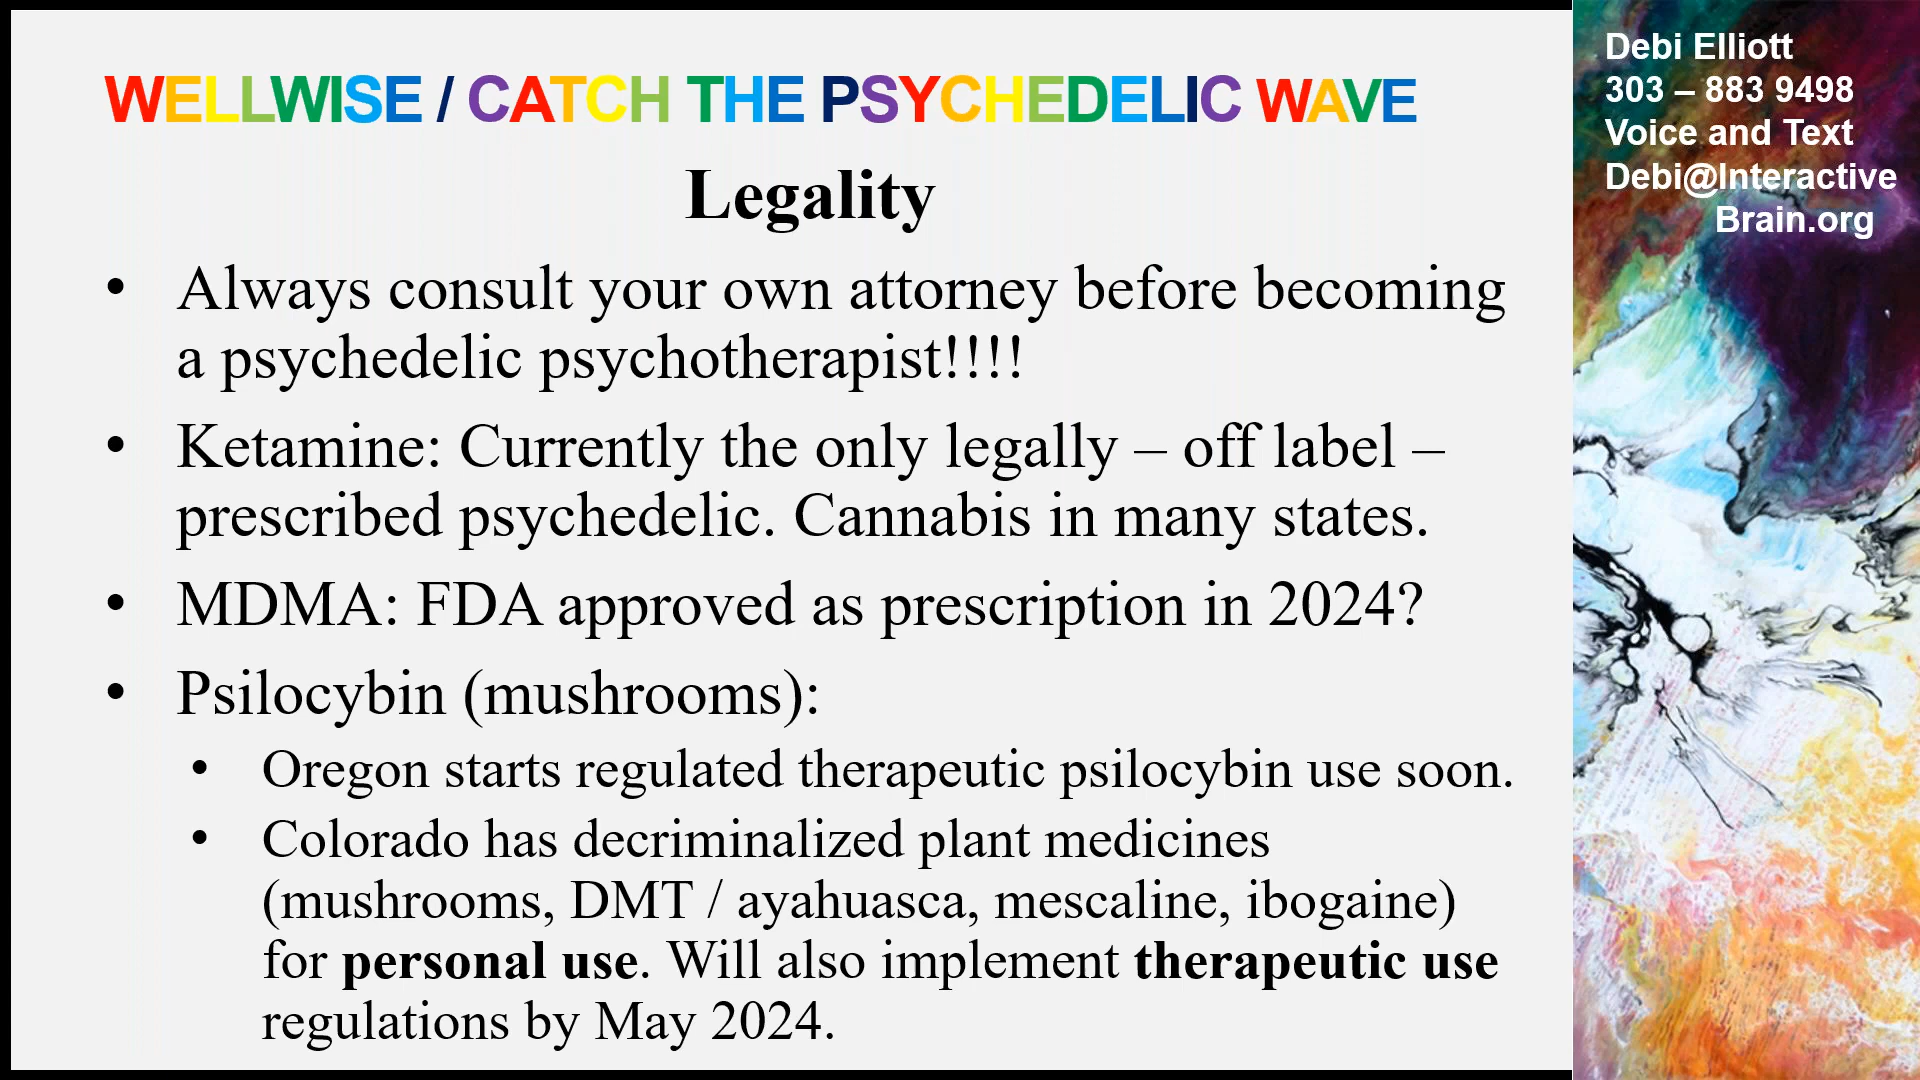 WELLWISE / CATCH THE PSYCHEDELIC WAVE
Legality
• Always consult your own attorney before becoming
a psychedelic psychotherapist!!!!
• Ketamine: Currently the only legally – off label –
prescribed psychedelic. Cannabis in many states.
• MDMA: FDA approved as prescription in 2024?
• Psilocybin (mushrooms):
• Oregon starts regulated therapeutic psilocybin use soon.
• Colorado has decriminalized plant medicines
(mushrooms, DMT / ayahuasca, mescaline, ibogaine)
for personal use. Will also implement therapeutic use
regulations by May 2024.
Debi Elliott
303 – 883 9498
Voice and Text
Debi@Interactive
Brain.org